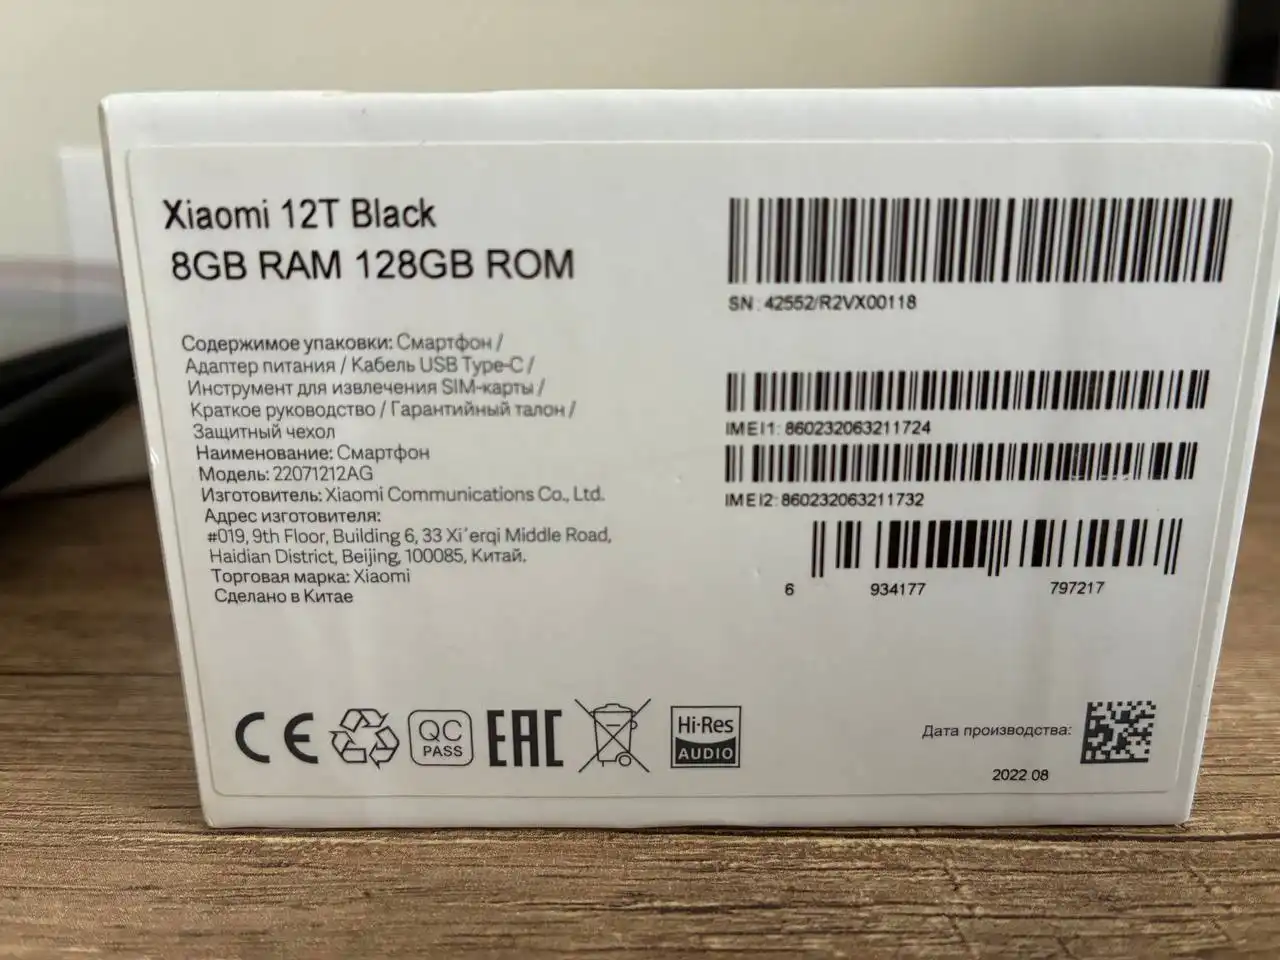 Xiaomi 12T Black
8GB RAM 128GB ROM
Содержимое упаковки: Смартфон /
Адаптер питания / Кабель USB Type-C /
Инструмент для извлечения SIM-карты /
Краткое руководство / Гарантийный талон /
Защитный чехол
Наименование: Смартфон
Модель: 22071212AG
Изготовитель: Xiaomi Communications Co., Ltd.
Адрес изготовителя:
#019, 9th Floor, Building 6, 33 Xi´erqi Middle Road,
Haidian District, Beijing, 100085, Китай.
Торговая марка: Xiaomi
Сделано в Китае
SN: 42552/R2VX00118
IMEI1: 860232063211724
IMEI2: 860232063211732
6 934177 797217
CE
QC
PASS
EAC
Hi-Res
AUDIO
Дата производства:
2022.08